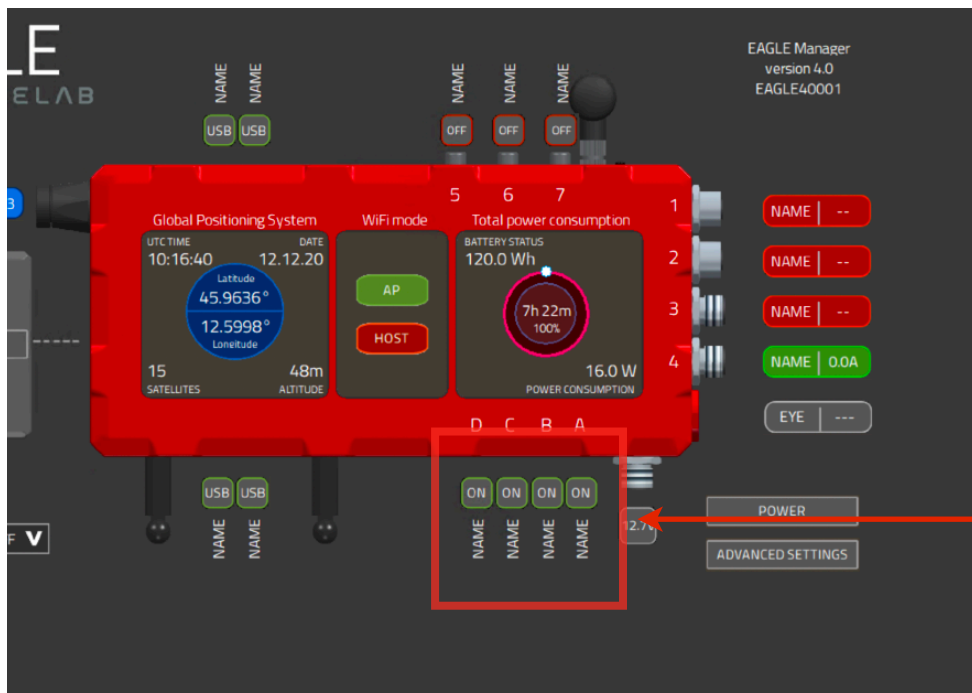 LE
ELAB
EAGLE Manager
version 4.0
EAGLE40001
NAME NAME
NAME NAME NAME
USB USB
OFF OFF OFF
3
5 6 7
1
Global Positioning System
WiFi mode
Total power consumption
NAME --
UTC TIME DATE
10:16:40 12.12.20
BATTERY STATUS
120.0 Wh
2
NAME --
Latitude
45.9636°
12.5998°
Longitude
AP
HOST
7h 22m
100%
3
NAME --
15 48m
SATELLITES ALTITUDE
16.0 W
POWER CONSUMPTION
4
NAME 0.0A
D C B A
EYE ---
USB USB
NAME NAME
ON ON ON ON
NAME NAME NAME NAME
12.7V
POWER
ADVANCED SETTINGS
F V